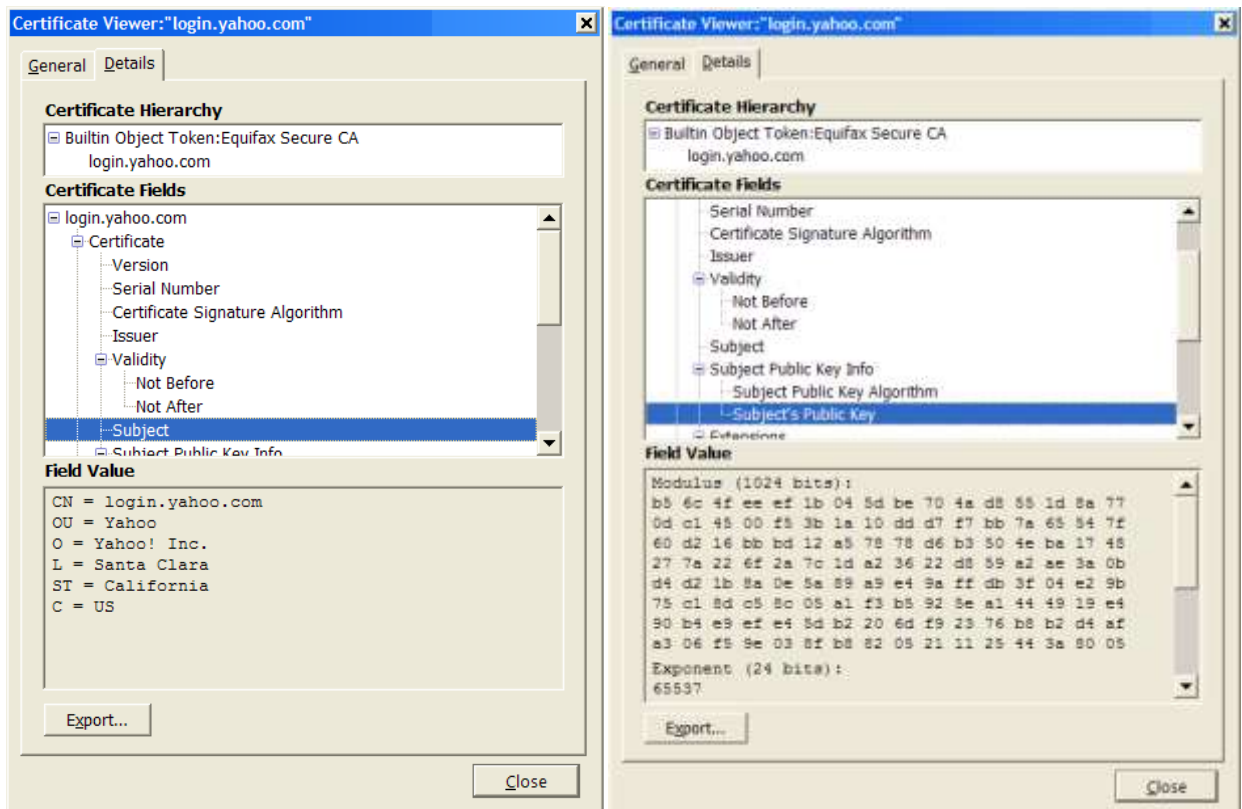 Certificate Viewer:"login.yahoo.com"
General Details
Certificate Hierarchy
Builtin Object Token:Equifax Secure CA
login.yahoo.com
Certificate Fields
login.yahoo.com
Certificate
Version
Serial Number
Certificate Signature Algorithm
Issuer
Validity
Not Before
Not After
Subject
Subject Public Key Info
Field Value
CN = login.yahoo.com
OU = Yahoo
O = Yahoo! Inc.
L = Santa Clara
ST = California
C = US
Export...
Close
Certificate Viewer:"login.yahoo.com"
General Details
Certificate Hierarchy
Builtin Object Token:Equifax Secure CA
login.yahoo.com
Certificate Fields
Serial Number
Certificate Signature Algorithm
Issuer
Validity
Not Before
Not After
Subject
Subject Public Key Info
Subject Public Key Algorithm
Subject's Public Key
Extensions
Field Value
Modulus (1024 bits):
b5 6c 4f ee ef 1b 04 5d be 70 4a d8 55 1d 8a 77
0d c1 45 00 f5 3b 1a 10 dd d7 f7 bb 7a 65 54 7f
60 d2 16 bb bd 12 a5 78 78 d6 b3 50 4e ba 17 48
27 7a 22 6f 2a 7c 1d a2 36 22 d8 59 a2 ae 3a 0b
d4 d2 1b 8a 0e 5a 89 a9 e4 9a ff db 3f 04 e2 9b
75 c1 8d c5 8c 05 a1 f3 b5 92 5e a1 44 49 19 e4
90 b4 e9 ef e4 5d b2 20 6d f9 23 76 b8 b2 d4 af
a3 06 f5 9e 03 8f b8 82 05 21 11 25 44 3a 80 05
Exponent (24 bits):
65537
Export...
Close